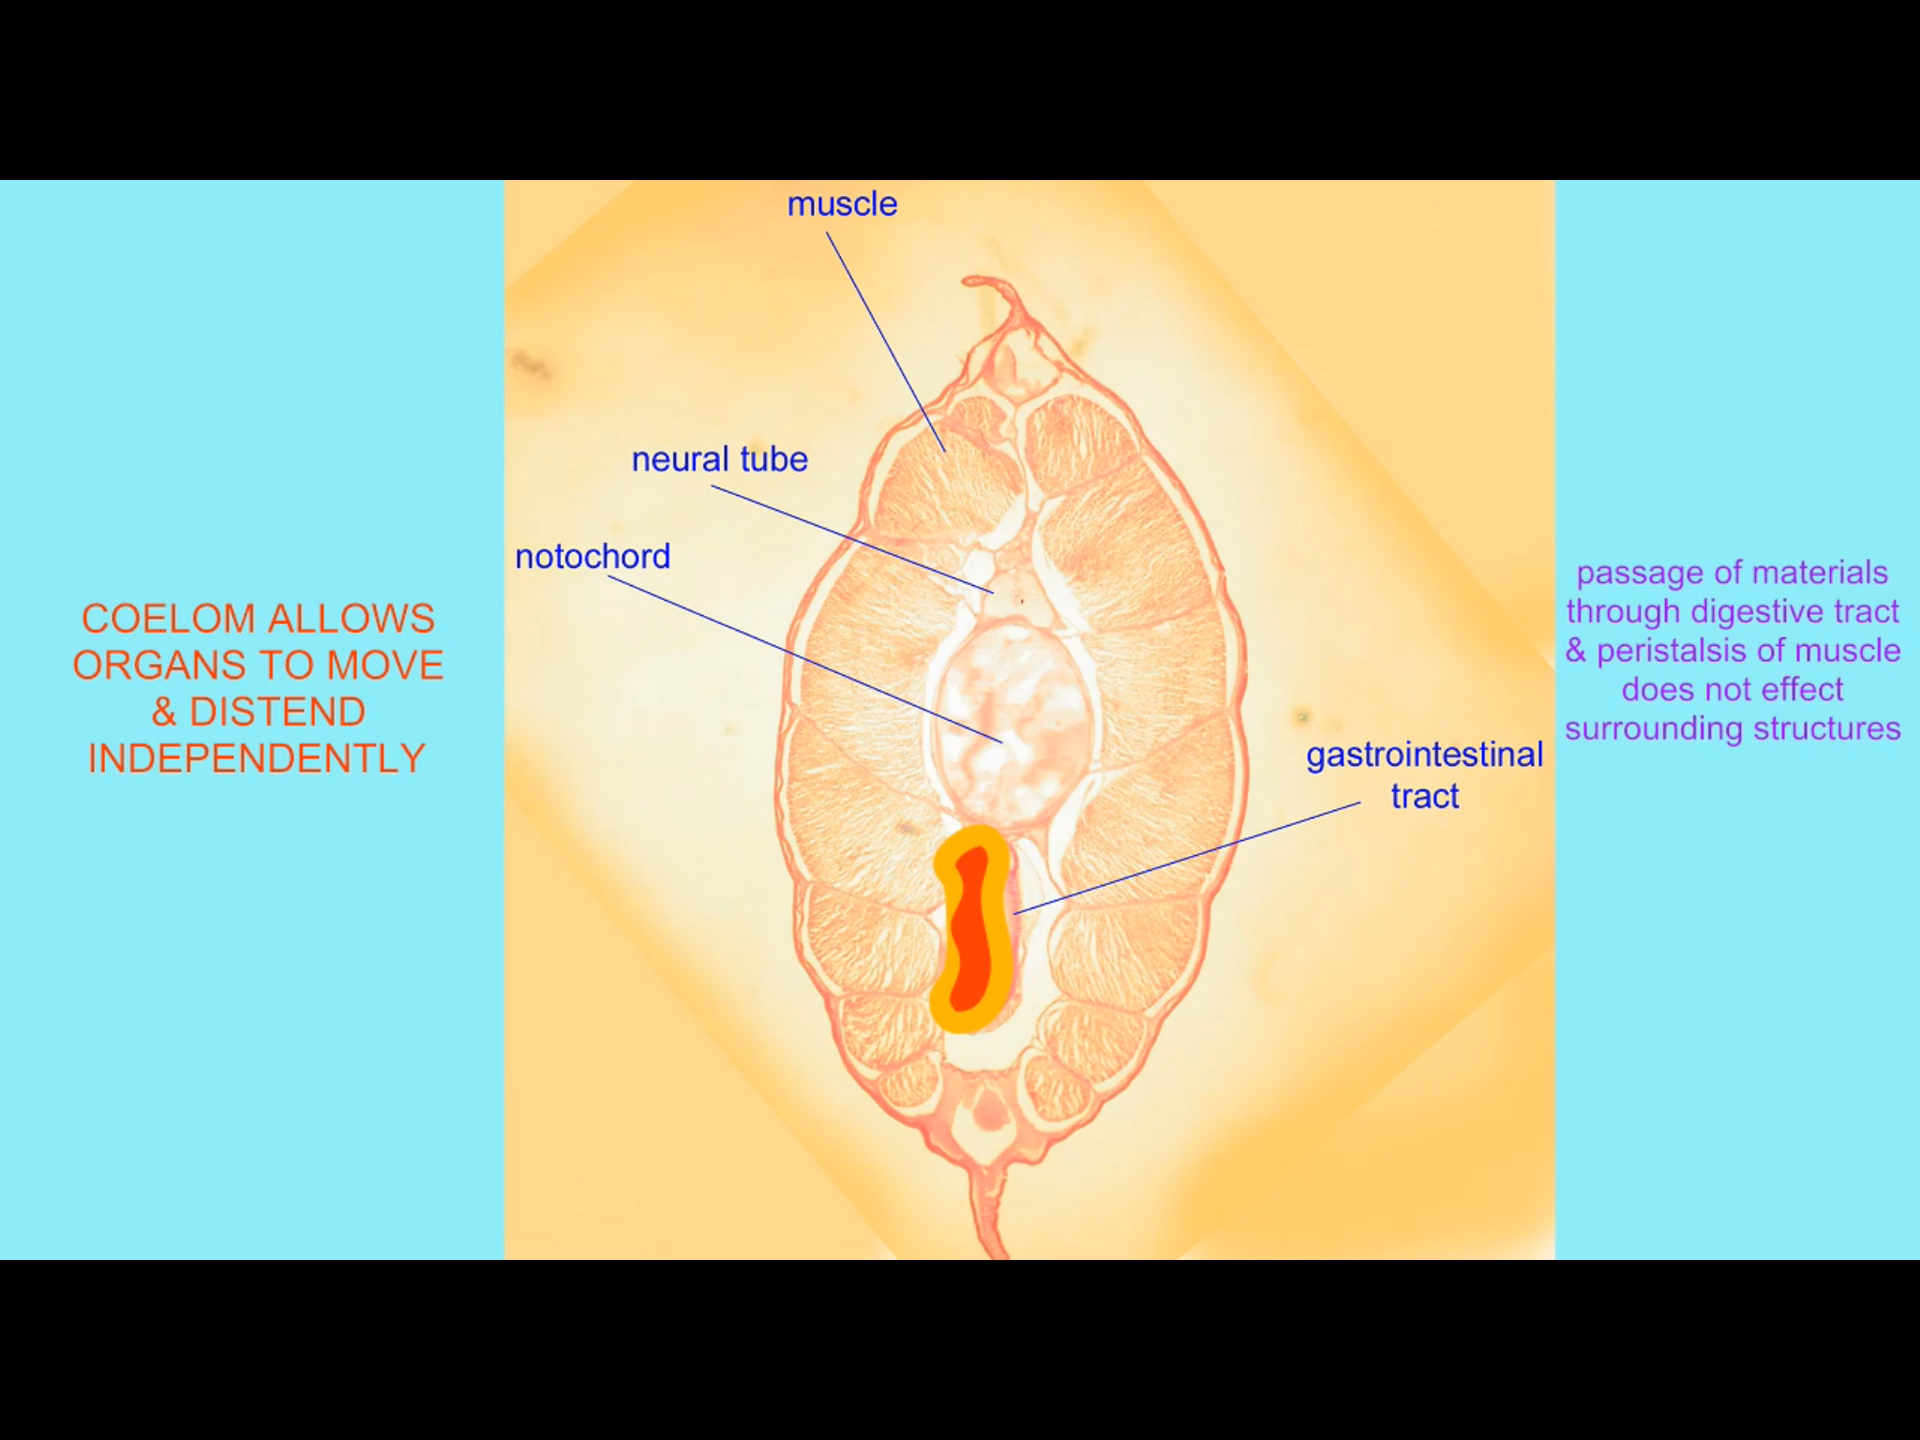 muscle
neural tube
notochord
COELOM ALLOWS
ORGANS TO MOVE
& DISTEND
INDEPENDENTLY
passage of materials
through digestive tract
& peristalsis of muscle
does not effect
surrounding structures
gastrointestinal
tract